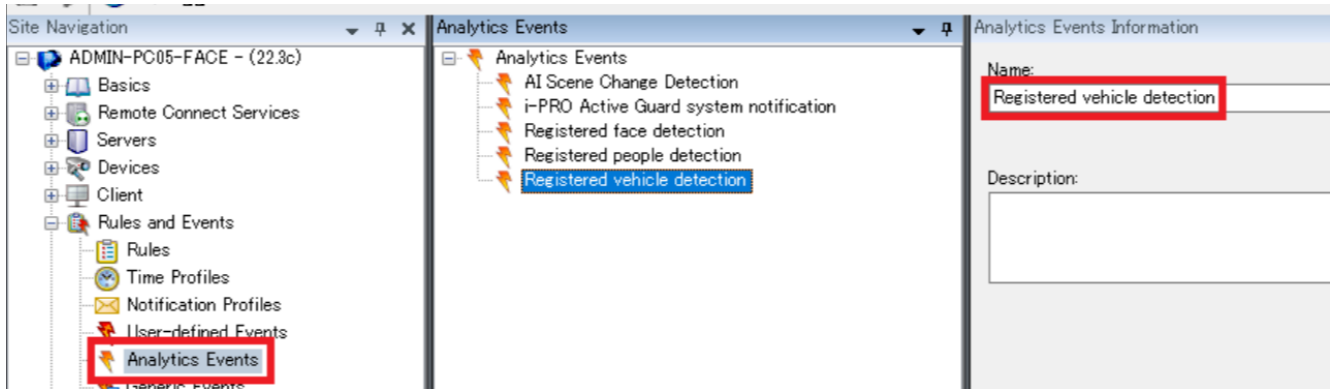 Site Navigation
ADMIN-PC05-FACE - (22.3c)
Basics
Remote Connect Services
Servers
Devices
Client
Rules and Events
Rules
Time Profiles
Notification Profiles
User-defined Events
Analytics Events
Generic Events
Analytics Events
Analytics Events
AI Scene Change Detection
i-PRO Active Guard system notification
Registered face detection
Registered people detection
Registered vehicle detection
Analytics Events Information
Name:
Registered vehicle detection
Description: